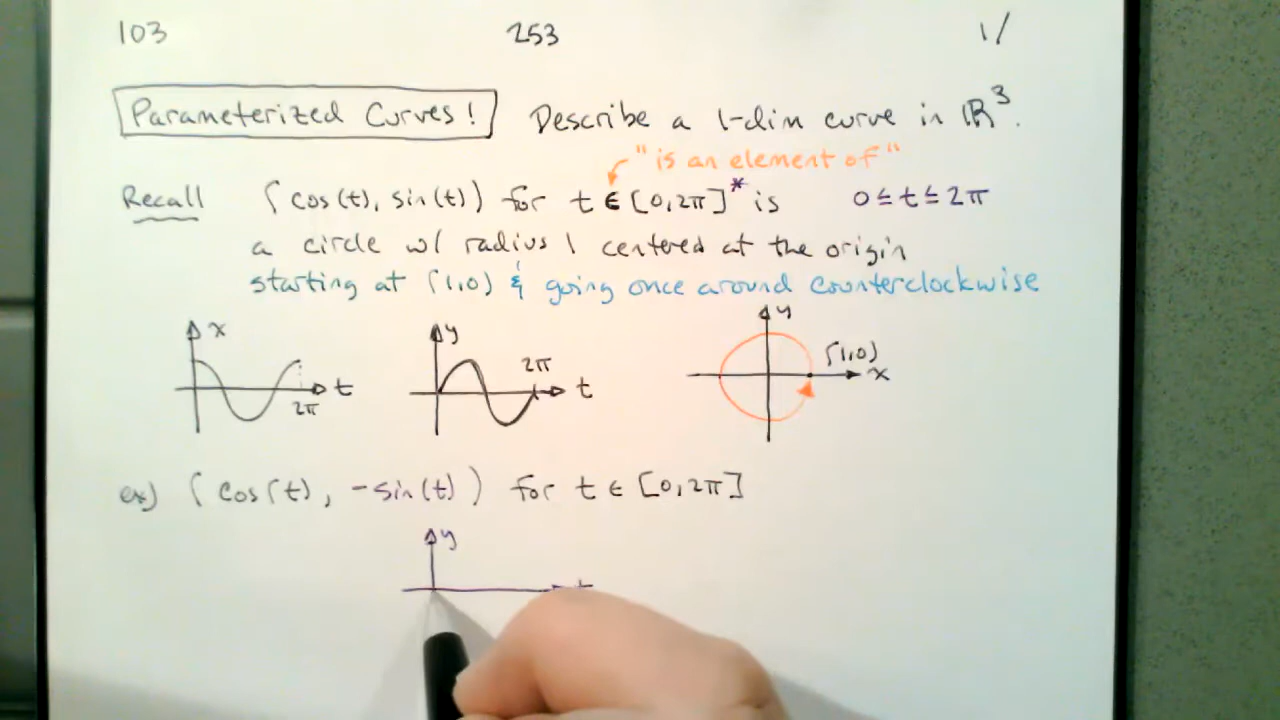 103 253 1/
Parameterized Curves! Describe a 1-dim curve in ℝ³.
"is an element of"
Recall (cos(t), sin(t)) for t ∈ [0,2π]* is 0 ≤ t ≤ 2π
a circle w/ radius 1 centered at the origin
starting at (1,0) & going once around counterclockwise
x t 2π
y 2π t
y (1,0) x
ex) (cos(t), -sin(t)) for t ∈ [0,2π]
y